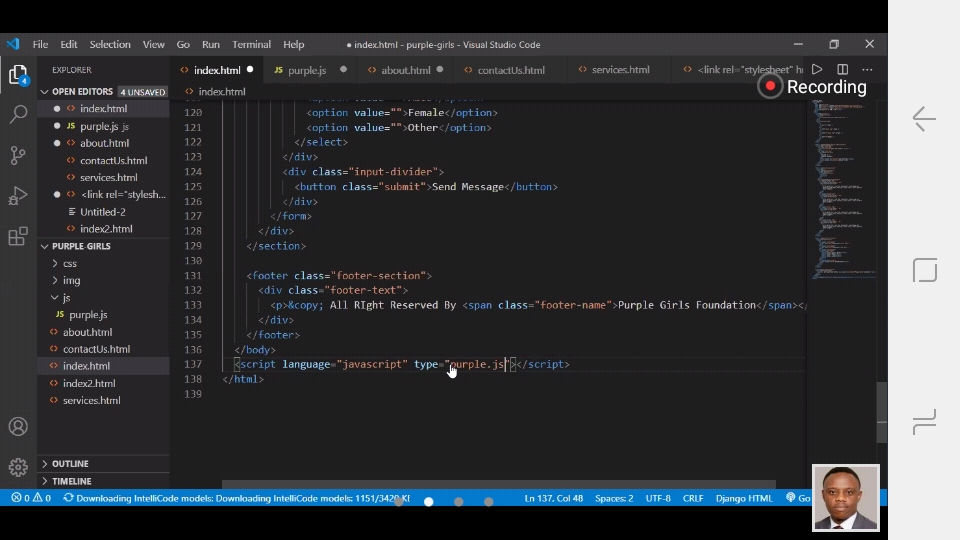 File Edit Selection View Go Run Terminal Help ● index.html - purple-girls - Visual Studio Code
EXPLORER
index.html purple.js about.html contactUs.html services.html <link rel="stylesheet" h
Recording
OPEN EDITORS 4 UNSAVED
index.html
JS purple.js js
about.html
contactUs.html
services.html
<link rel="stylesh...
Untitled-2
index2.html
PURPLE-GIRLS
css
img
js
JS purple.js
about.html
contactUs.html
index.html
index2.html
services.html
OUTLINE
TIMELINE
4
index.html
120 <option value="">Female</option>
121 <option value="">Other</option>
122 </select>
123 </div>
124 <div class="input-divider">
125 <button class="submit">Send Message</button>
126 </div>
127 </form>
128 </div>
129 </section>
130
131 <footer class="footer-section">
132 <div class="footer-text">
133 <p>&copy; All RIght Reserved By <span class="footer-name">Purple Girls Foundation</span></
134 </div>
135 </footer>
136 </body>
137 <script language="javascript" type="purple.js"></script>
138 </html>
139
0 0 Downloading IntelliCode models: Downloading IntelliCode models: 1151/3420 KI Ln 137, Col 48 Spaces: 2 UTF-8 CRLF Django HTML Go